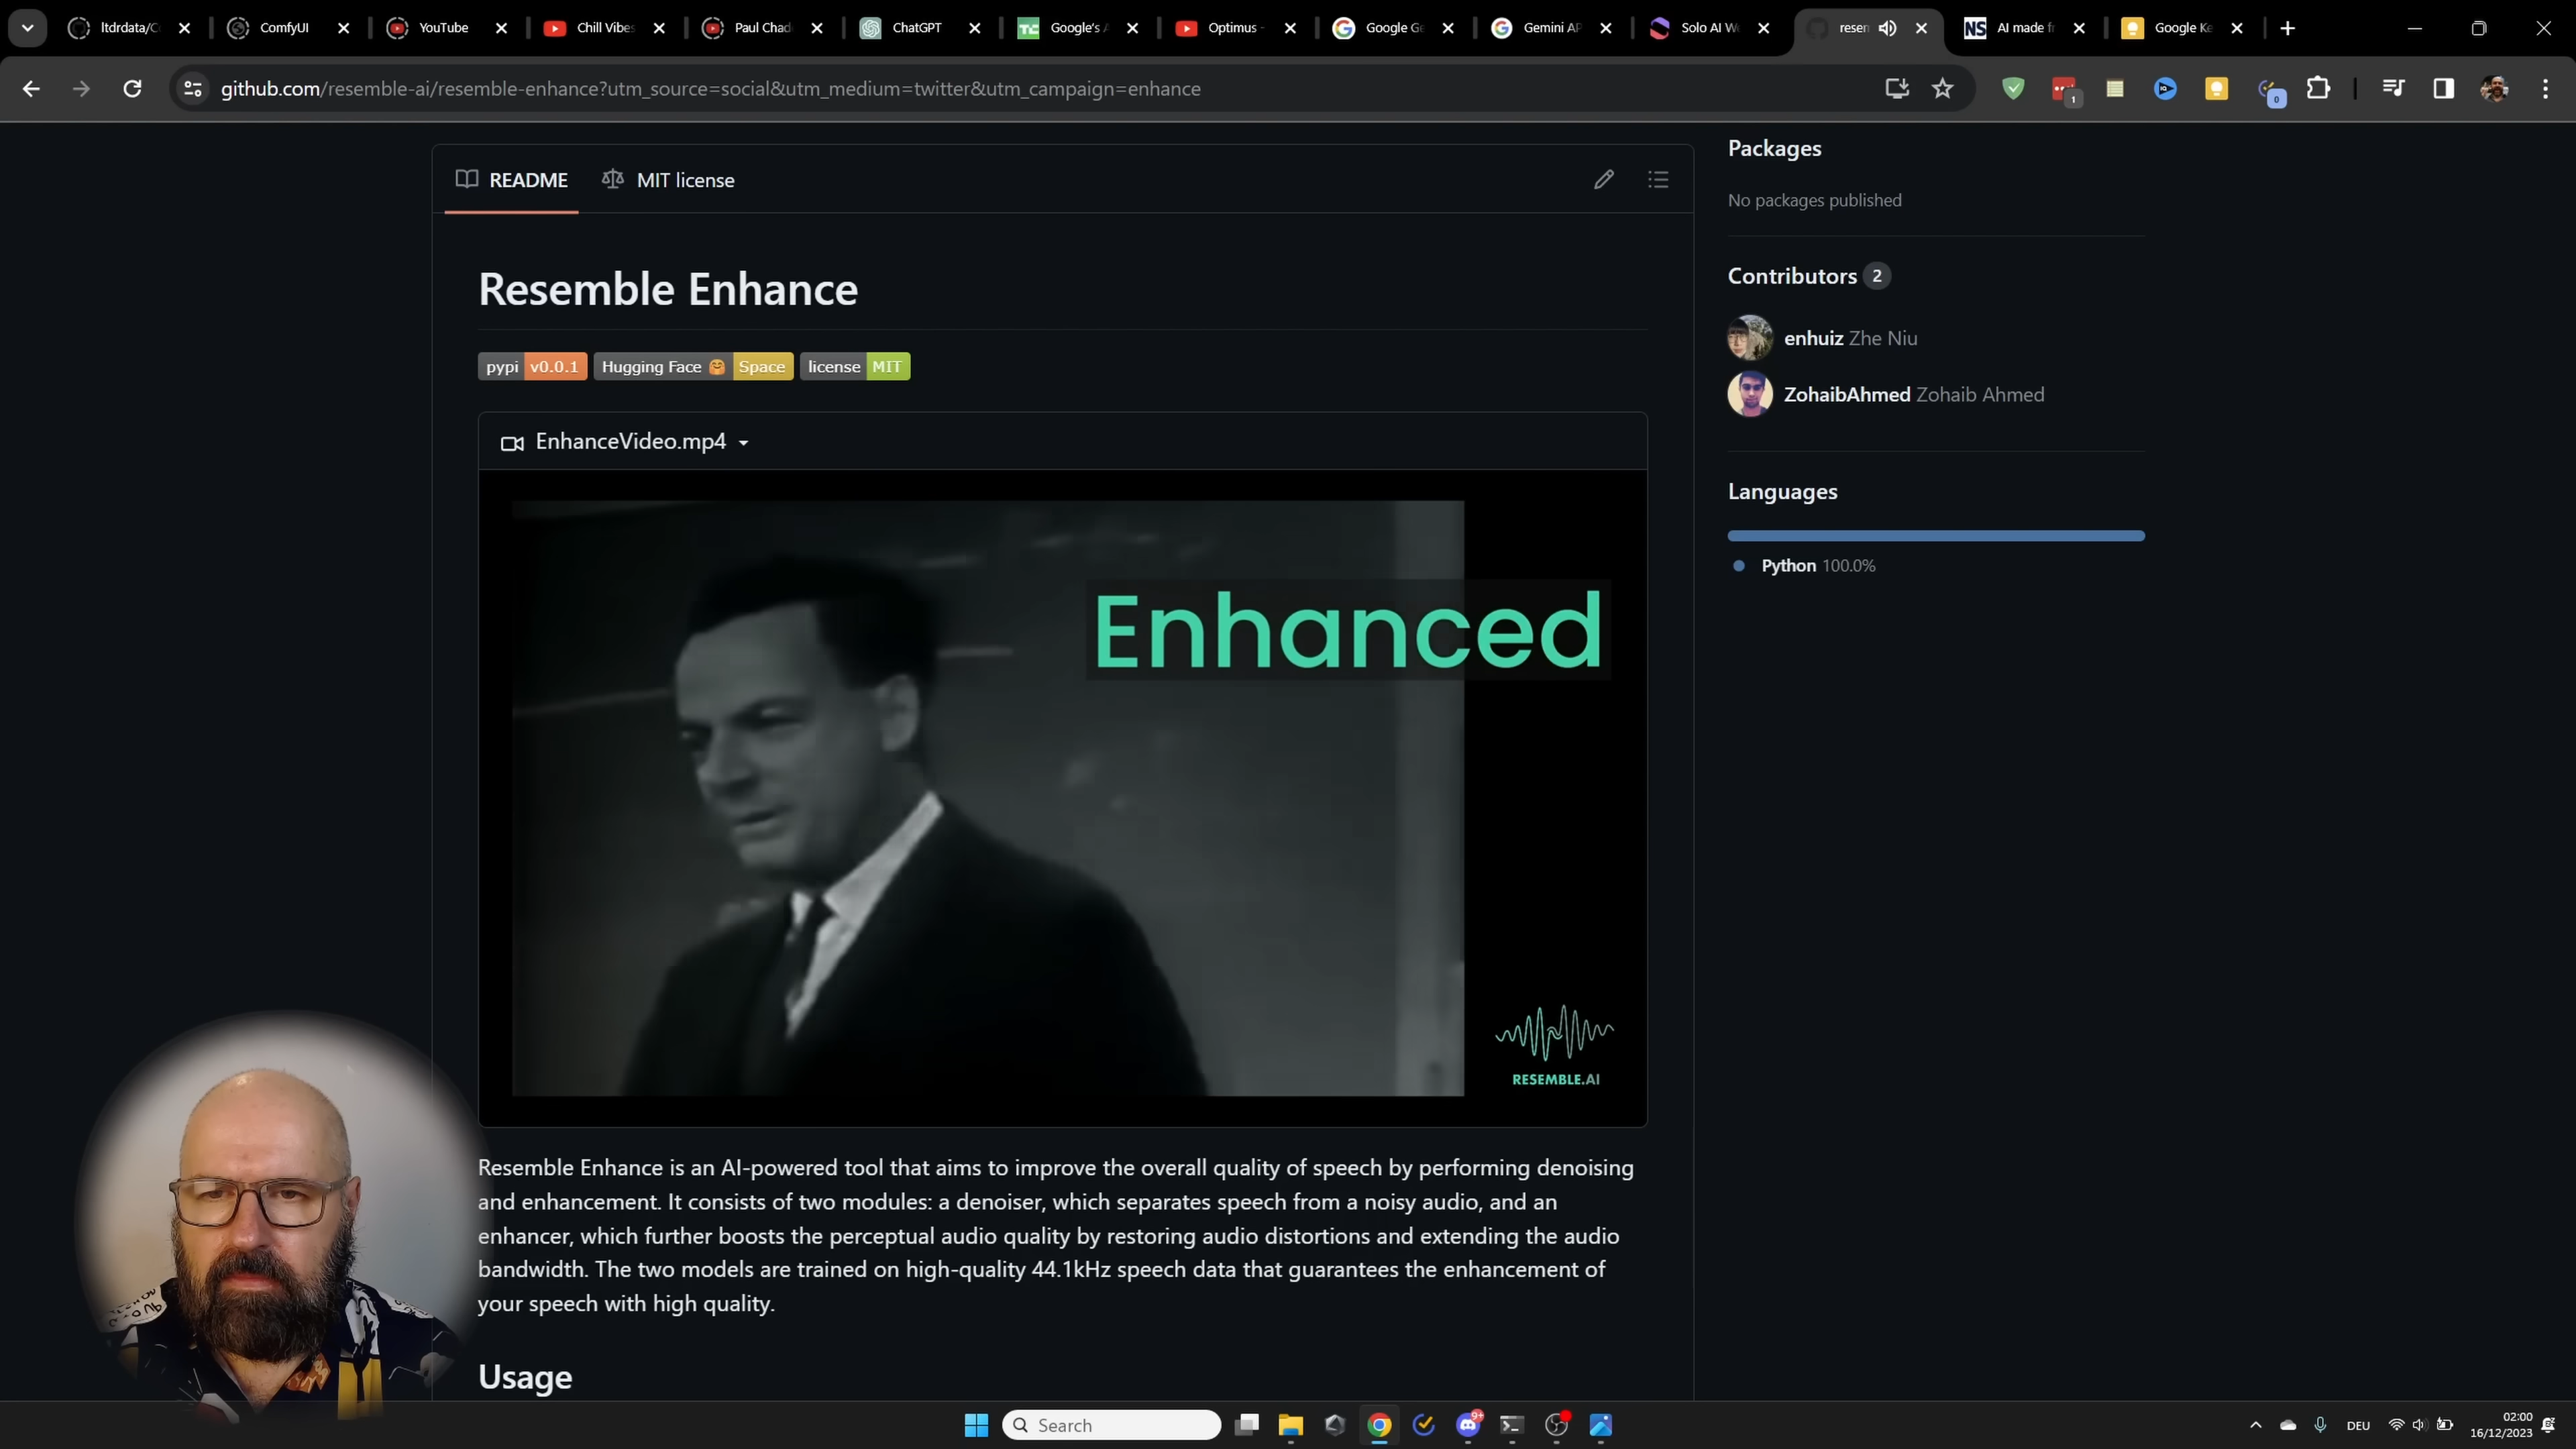 ltdrdata/C
ComfyUI
YouTube
Chill Vibes
Paul Chad
ChatGPT
Google's A
Optimus -
Google Ge
Gemini AP
Solo AI W
resem
AI made f
Google Ke
github.com/resemble-ai/resemble-enhance?utm_source=social&utm_medium=twitter&utm_campaign=enhance
1
0
README
MIT license
Resemble Enhance
pypi v0.0.1
Hugging Face 🤗 Space
license MIT
EnhanceVideo.mp4
Enhanced
RESEMBLE.AI
Resemble Enhance is an AI-powered tool that aims to improve the overall quality of speech by performing denoising
and enhancement. It consists of two modules: a denoiser, which separates speech from a noisy audio, and an
enhancer, which further boosts the perceptual audio quality by restoring audio distortions and extending the audio
bandwidth. The two models are trained on high-quality 44.1kHz speech data that guarantees the enhancement of
your speech with high quality.
Usage
Packages
No packages published
Contributors 2
enhuiz Zhe Niu
ZohaibAhmed Zohaib Ahmed
Languages
Python 100.0%
Search
9+
DEU
02:00
16/12/2023